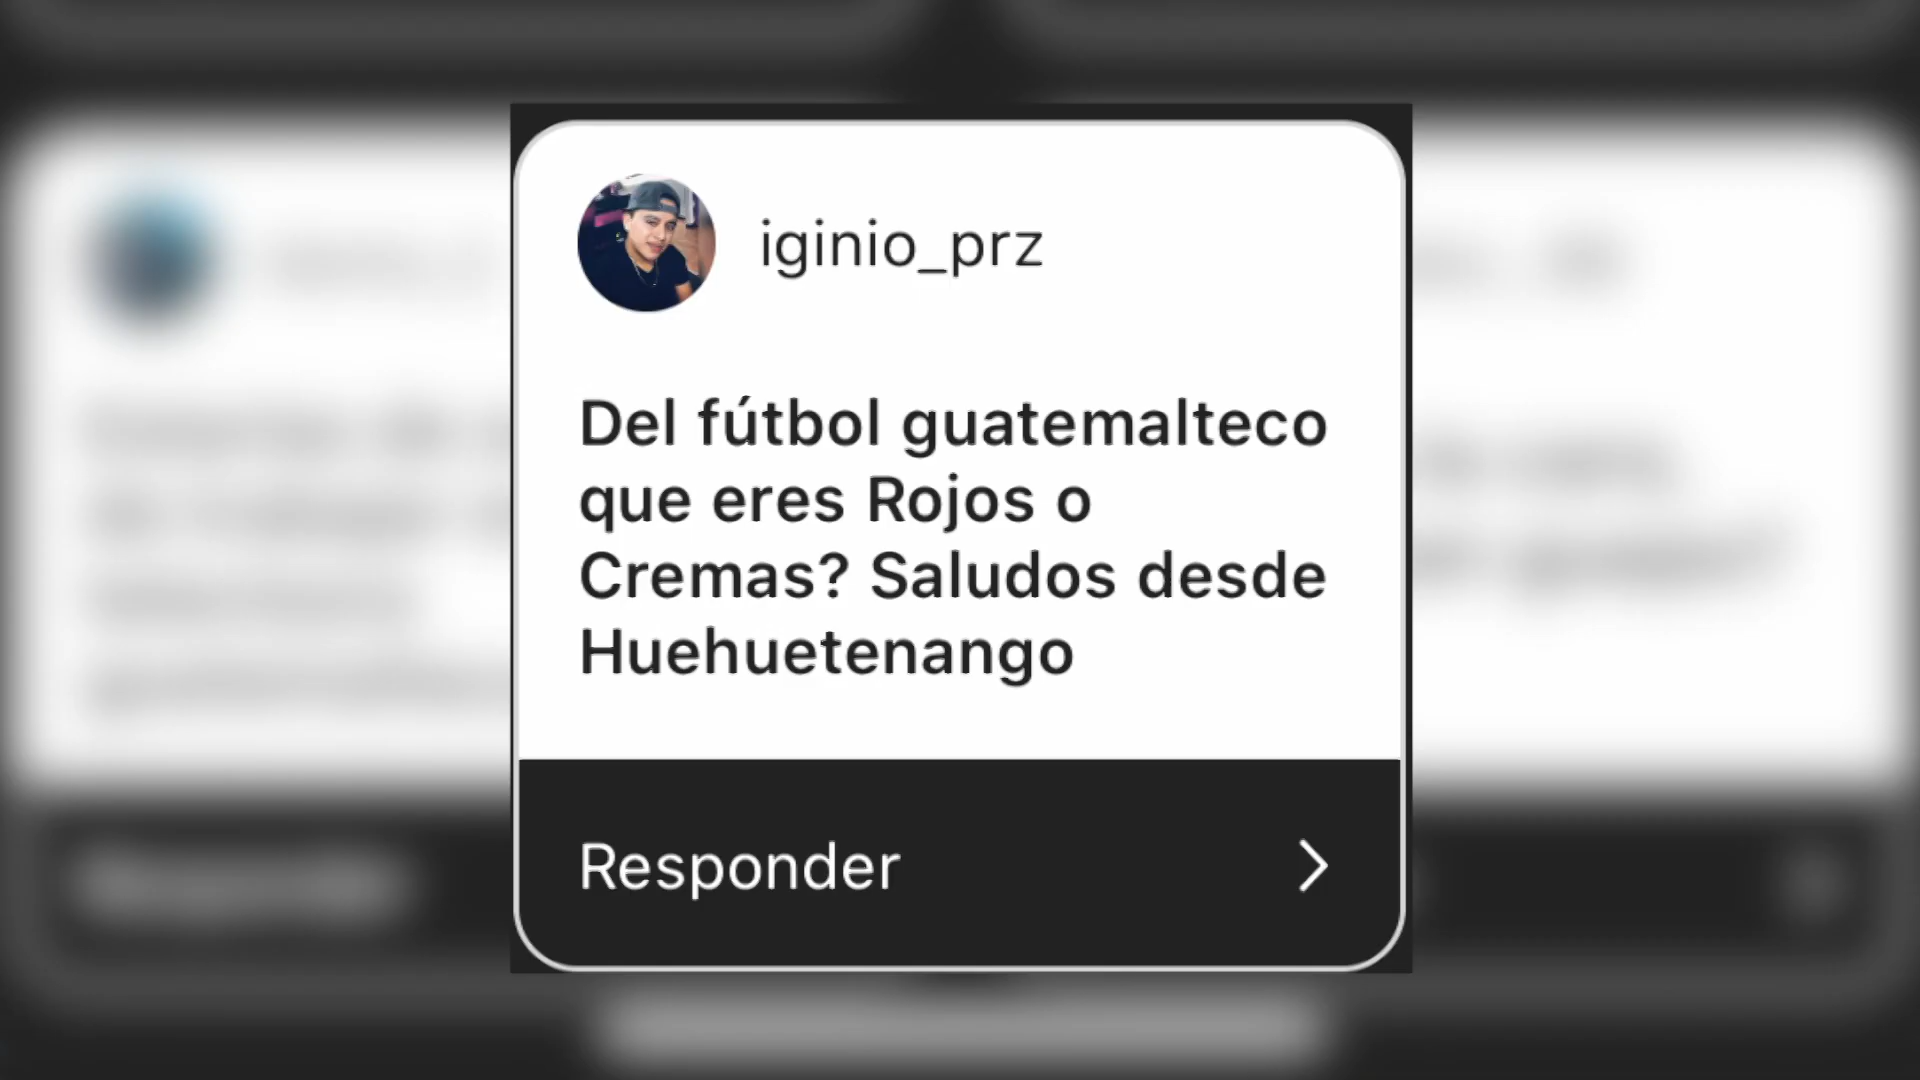 iginio_prz
Del fútbol guatemalteco
que eres Rojos o
Cremas? Saludos desde
Huehuetenango
Responder